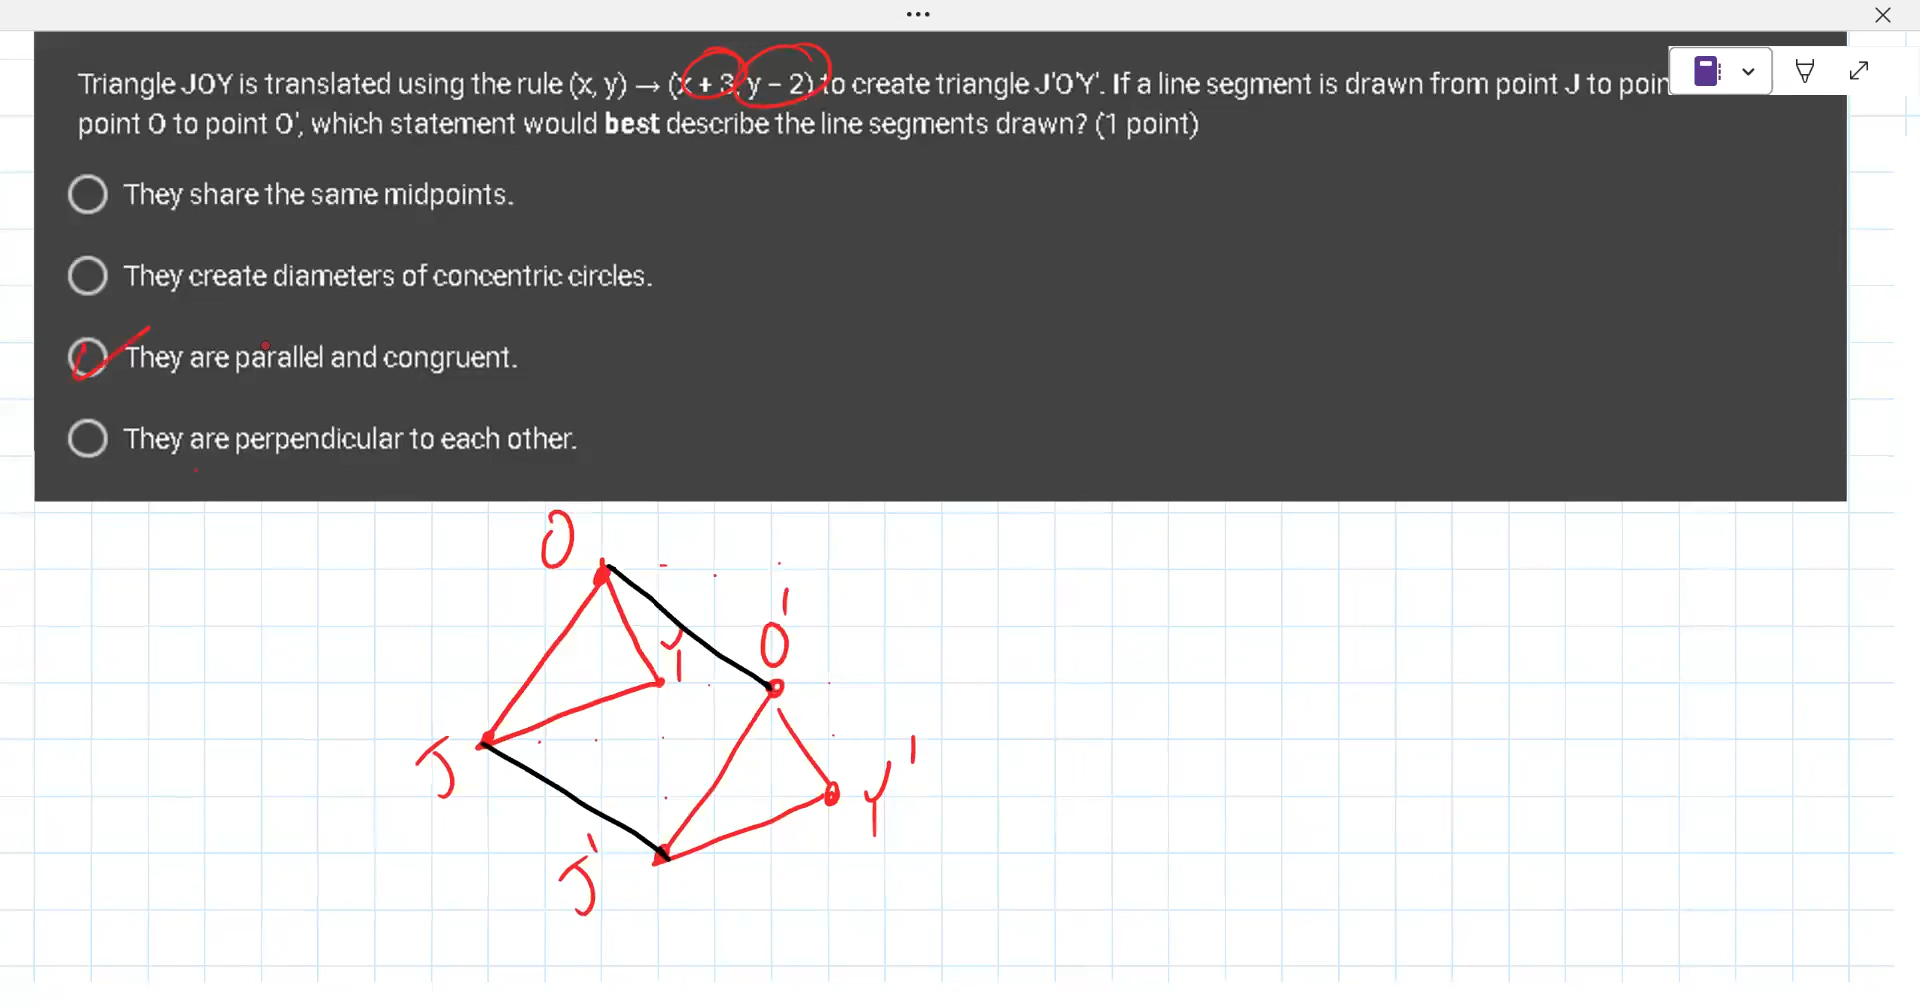 Triangle JOY is translated using the rule (x, y) → (x + 3, y − 2) to create triangle J'O'Y'. If a line segment is drawn from point J to poin
point O to point O', which statement would best describe the line segments drawn? (1 point)
They share the same midpoints.
They create diameters of concentric circles.
They are parallel and congruent.
They are perpendicular to each other.
O
O'
Y
J
Y'
J'